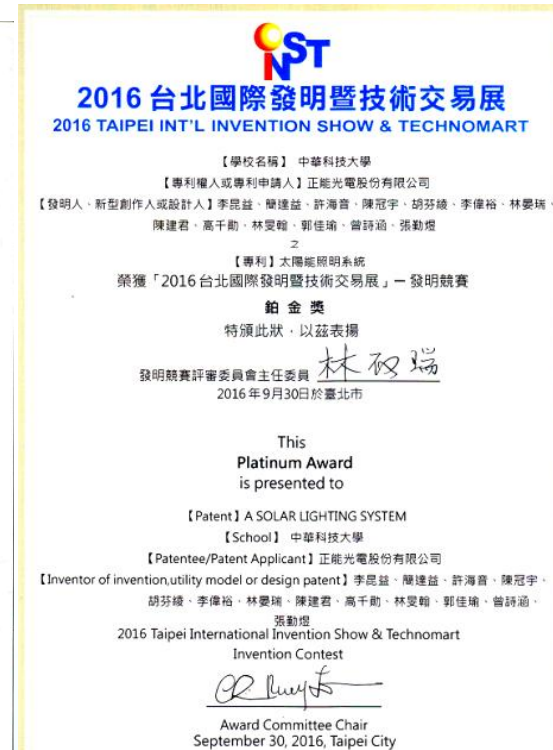 INST
2016 台北國際發明暨技術交易展
2016 TAIPEI INT'L INVENTION SHOW & TECHNOMART
【學校名稱】 中華科技大學
【專利權人或專利申請人】正能光電股份有限公司
【發明人、新型創作人或設計人】李昆益、簡達益、許海音、陳冠宇、胡芬綾、李偉裕、林晏瑞、
陳建君、高千勛、林旻翰、郭佳瑜、曾詩涵、張勤煜
之
【專利】太陽能照明系統
榮獲「2016台北國際發明暨技術交易展」－發明競賽
鉑金獎
特頒此狀，以茲表揚
發明競賽評審委員會主任委員
2016年9月30日於臺北市
This
Platinum Award
is presented to
【Patent】A SOLAR LIGHTING SYSTEM
【School】 中華科技大學
【Patentee/Patent Applicant】正能光電股份有限公司
【Inventor of invention,utility model or design patent】李昆益、簡達益、許海音、陳冠宇、
胡芬綾、李偉裕、林晏瑞、陳建君、高千勛、林旻翰、郭佳瑜、曾詩涵、
張勤煜
2016 Taipei International Invention Show & Technomart
Invention Contest
Award Committee Chair
September 30, 2016, Taipei City